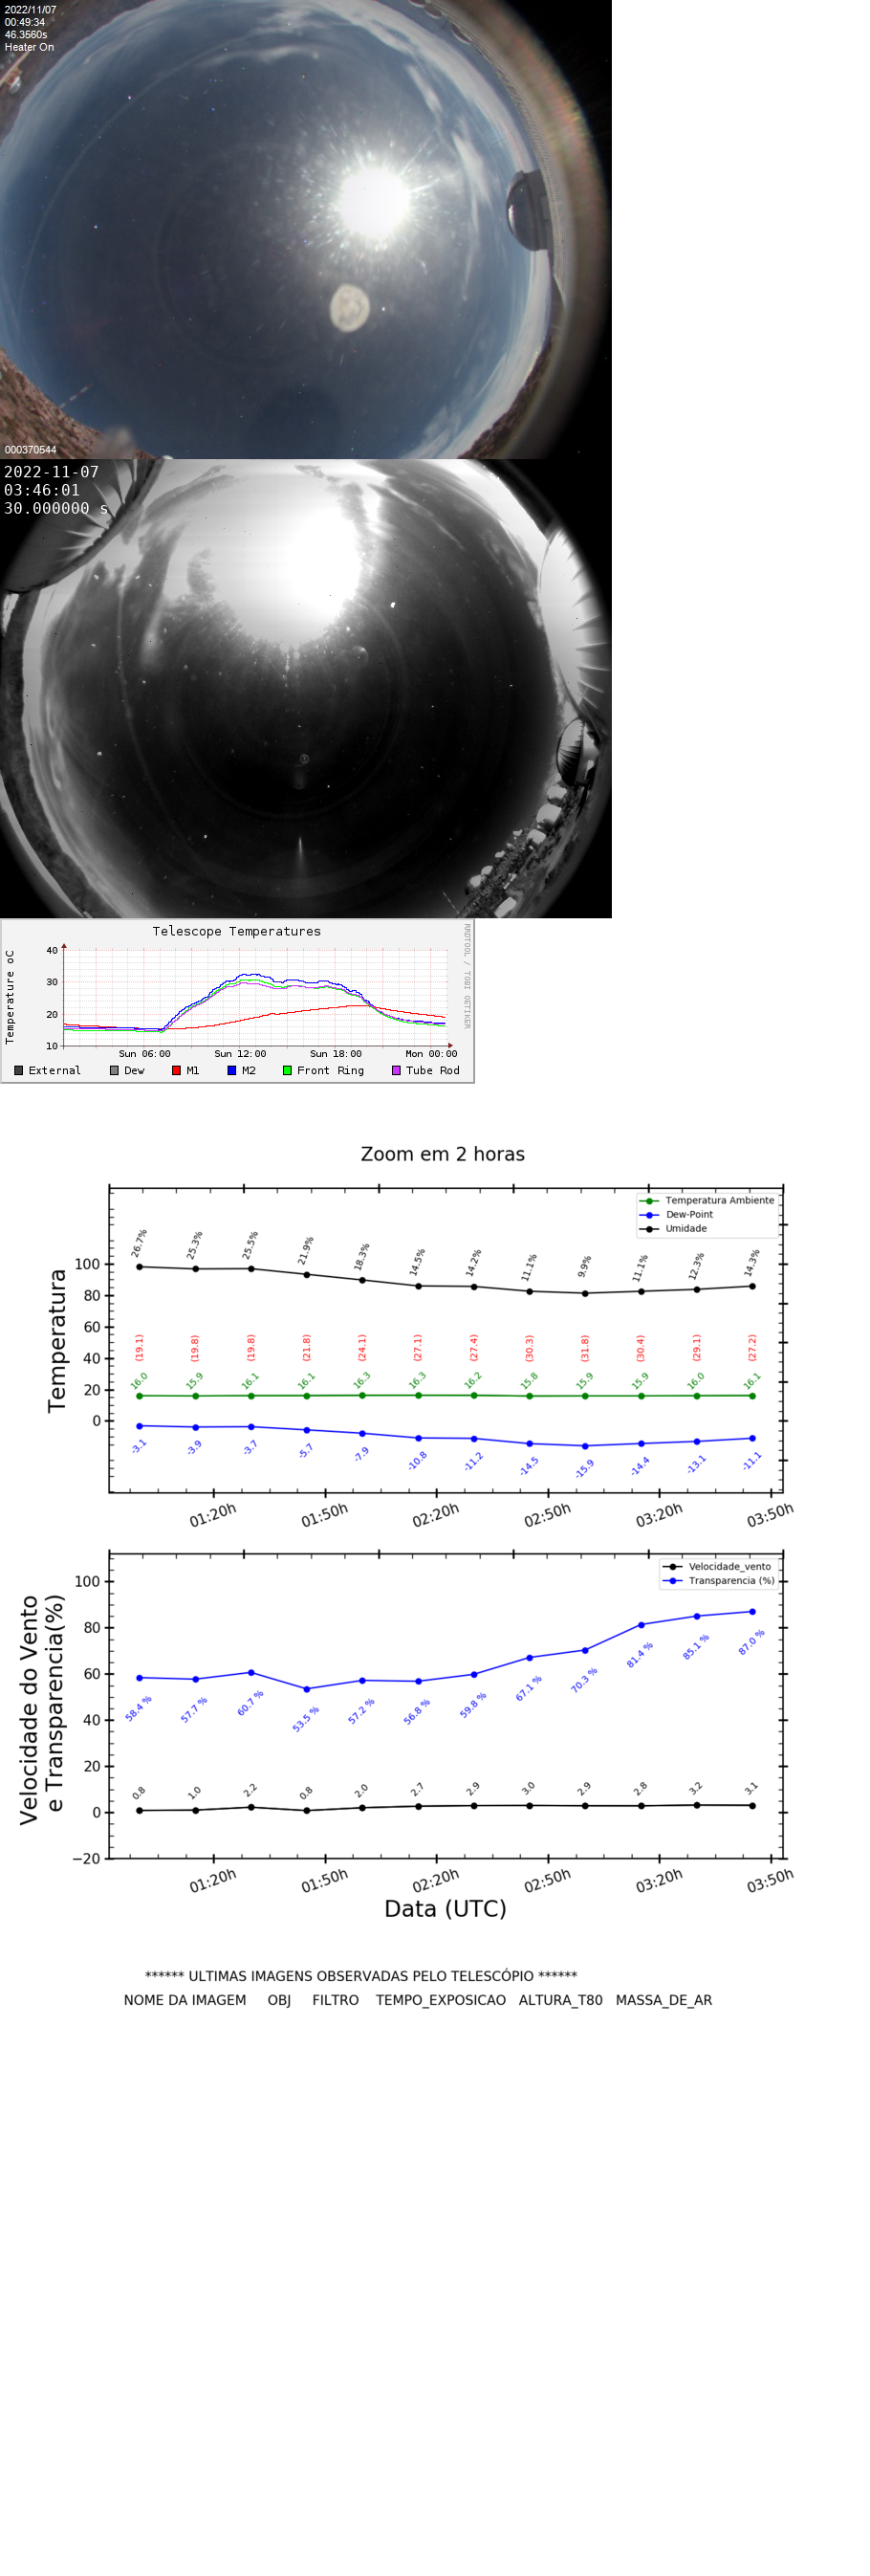 2022/11/07
00:49:34
46.3560s
Heater On
000370544
2022-11-07
03:46:01
30.000000 s
Telescope Temperatures
RRDTOOL / TOBI OETIKER
Temperature oC
40
30
20
10
Sun 06:00 Sun 12:00 Sun 18:00 Mon 00:00
External Dew M1 M2 Front Ring Tube Rod
Zoom em 2 horas
Temperatura Ambiente
Dew-Point
Umidade
Temperatura
100
80
60
40
20
0
26.7% 25.3% 25.5% 21.9% 18.3% 14.5% 14.2% 11.1% 9.9% 11.1% 12.3% 14.3%
(19.1) (19.8) (19.8) (21.8) (24.1) (27.1) (27.4) (30.3) (31.8) (30.4) (29.1) (27.2)
16.0 15.9 16.1 16.1 16.3 16.3 16.2 15.8 15.9 15.9 16.0 16.1
-3.1 -3.9 -3.7 -5.7 -7.9 -10.8 -11.2 -14.5 -15.9 -14.4 -13.1 -11.1
01:20h 01:50h 02:20h 02:50h 03:20h 03:50h
Velocidade_vento
Transparencia (%)
Velocidade do Vento
e Transparencia(%)
100
80
60
40
20
0
−20
58.4 % 57.7 % 60.7 % 53.5 % 57.2 % 56.8 % 59.8 % 67.1 % 70.3 % 81.4 % 85.1 % 87.0 %
0.8 1.0 2.2 0.8 2.0 2.7 2.9 3.0 2.9 2.8 3.2 3.1
01:20h 01:50h 02:20h 02:50h 03:20h 03:50h
Data (UTC)
****** ULTIMAS IMAGENS OBSERVADAS PELO TELESCÓPIO ******
NOME DA IMAGEM OBJ FILTRO TEMPO_EXPOSICAO ALTURA_T80 MASSA_DE_AR